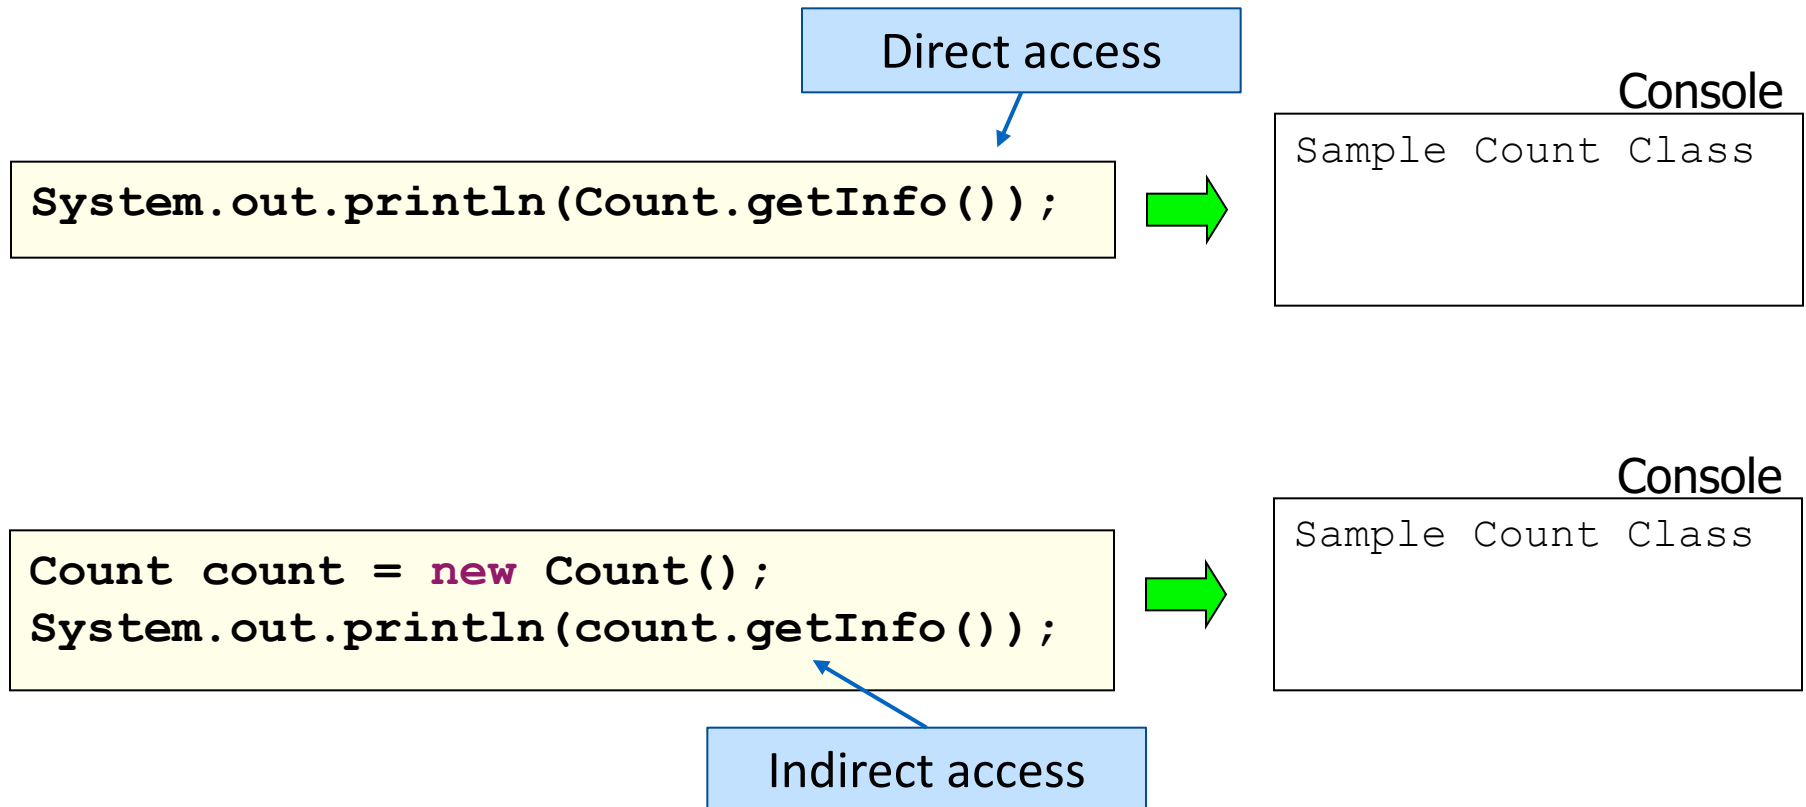 Direct access
Console
Sample Count Class
System.out.println(Count.getInfo());
Console
Sample Count Class
Count count = new Count();
System.out.println(count.getInfo());
Indirect access